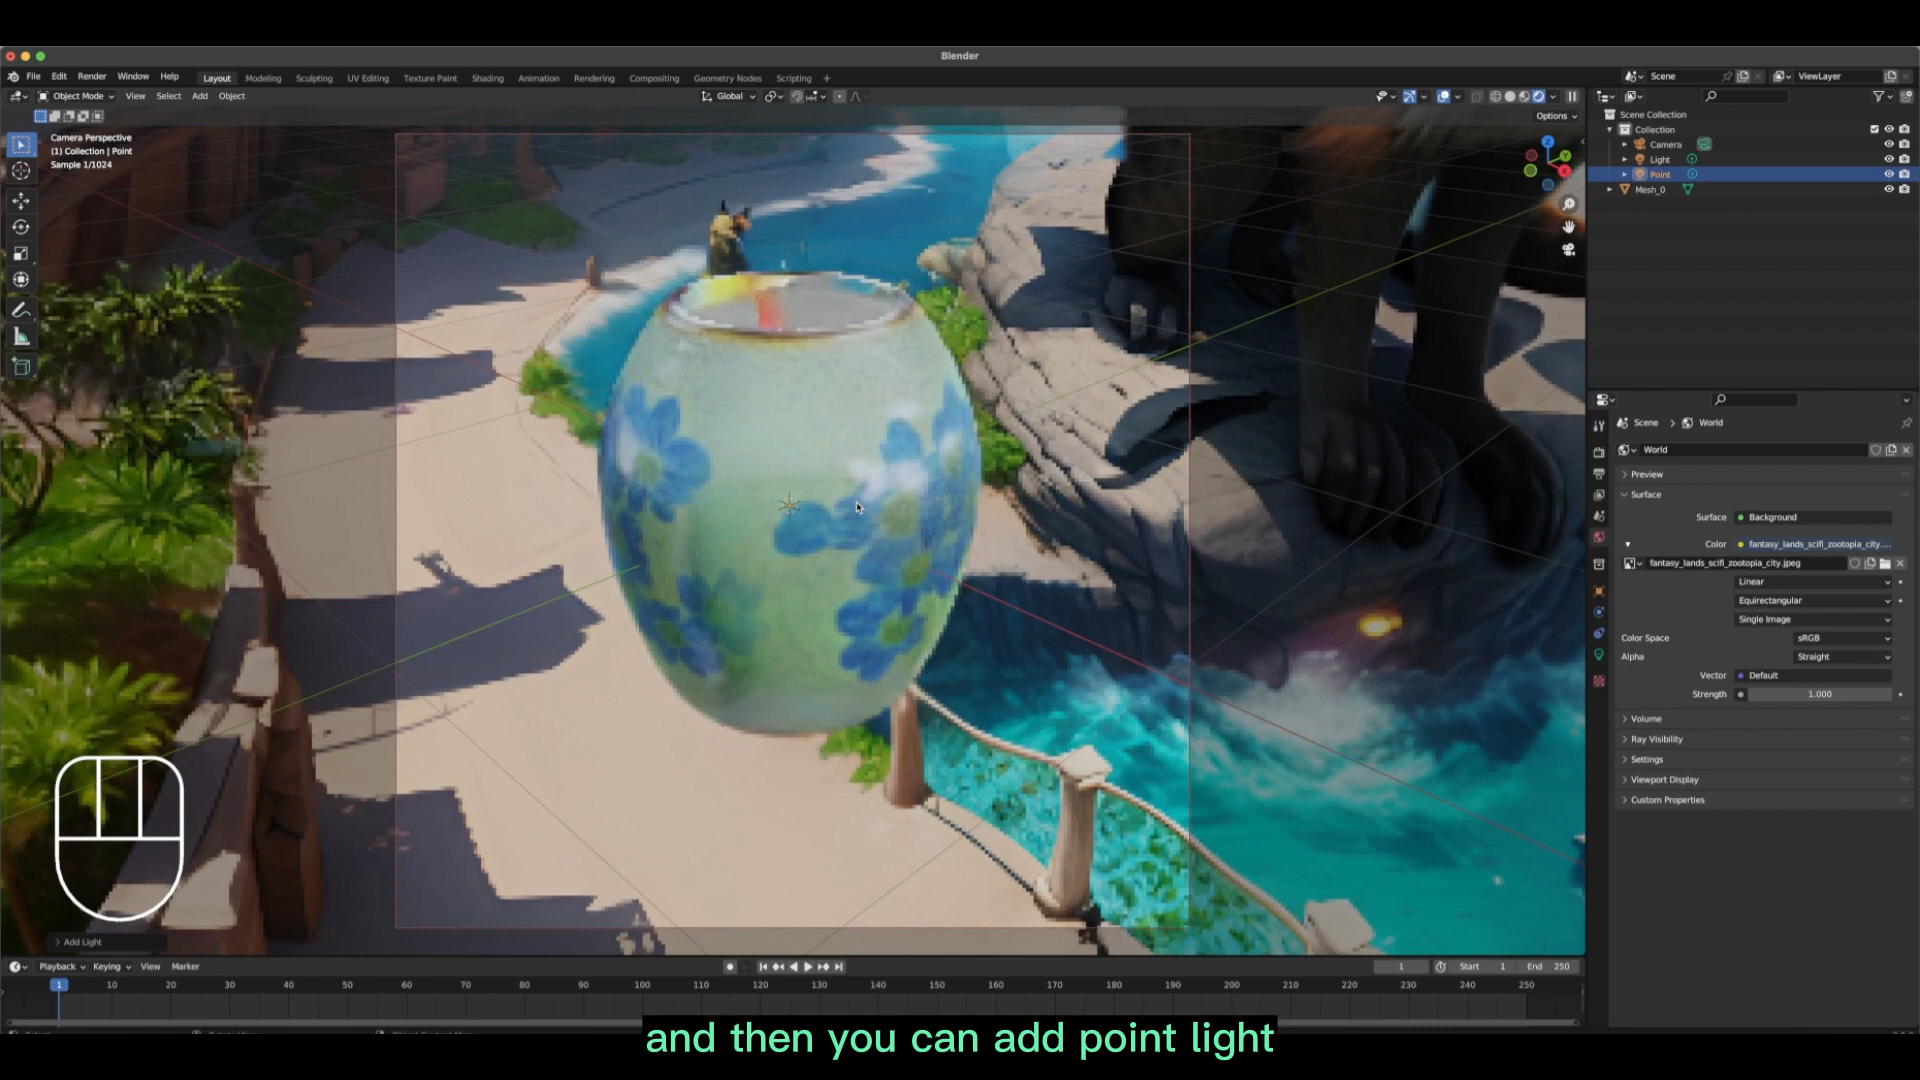 Blender
File Edit Render Window Help Layout Modeling Sculpting UV Editing Texture Paint Shading Animation Rendering Compositing Geometry Nodes Scripting +
Scene ViewLayer
Object Mode View Select Add Object Global
Options
Camera Perspective
(1) Collection | Point
Sample 1/1024
Z
Y
X
Scene Collection
Collection
Camera
Light
Point
Mesh_0
Scene > World
World
Preview
Surface
Surface Background
Color fantasy_lands_scifi_zootopia_city....
fantasy_lands_scifi_zootopia_city.jpeg
Linear
Equirectangular
Single Image
Color Space sRGB
Alpha Straight
Vector Default
Strength 1.000
Volume
Ray Visibility
Settings
Viewport Display
Custom Properties
Add Light
Playback Keying View Marker 1 Start 1 End 250
1 10 20 30 40 50 60 70 80 90 100 110 120 130 140 150 160 170 180 190 200 210 220 230 240 250
and then you can add point light